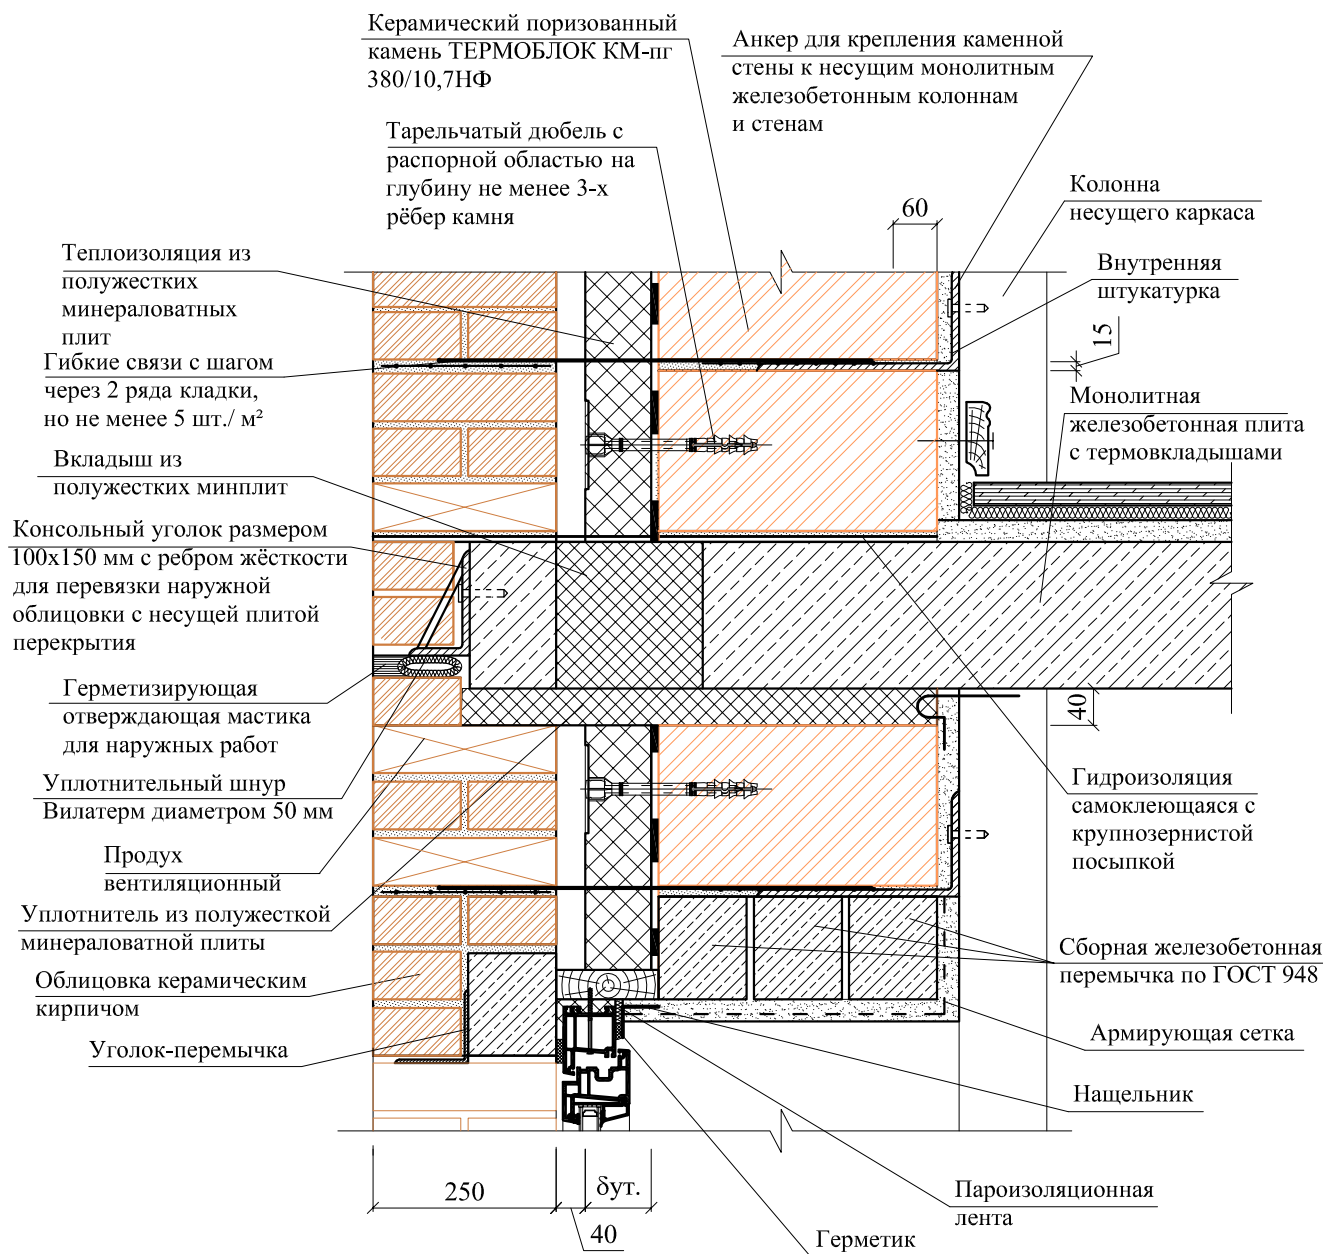 Керамический поризованный
камень ТЕРМОБЛОК КМ-пг
380/10,7НФ
Анкер для крепления каменной
стены к несущим монолитным
железобетонным колоннам
и стенам
Тарельчатый дюбель с
распорной областью на
глубину не менее 3-х
рёбер камня
60
Колонна
несущего каркаса
Теплоизоляция из
полужестких
минераловатных
плит
Внутренняя
штукатурка
15
Гибкие связи с шагом
через 2 ряда кладки,
но не менее 5 шт./ м²
Монолитная
железобетонная плита
с термовкладышами
Вкладыш из
полужестких минплит
Консольный уголок размером
100х150 мм с ребром жёсткости
для перевязки наружной
облицовки с несущей плитой
перекрытия
Герметизирующая
отверждающая мастика
для наружных работ
40
Уплотнительный шнур
Вилатерм диаметром 50 мм
Гидроизоляция
самоклеющаяся с
крупнозернистой
посыпкой
Продух
вентиляционный
Уплотнитель из полужесткой
минераловатной плиты
Сборная железобетонная
перемычка по ГОСТ 948
Облицовка керамическим
кирпичом
Армирующая сетка
Уголок-перемычка
Нащельник
250
δут.
40
Пароизоляционная
лента
Герметик